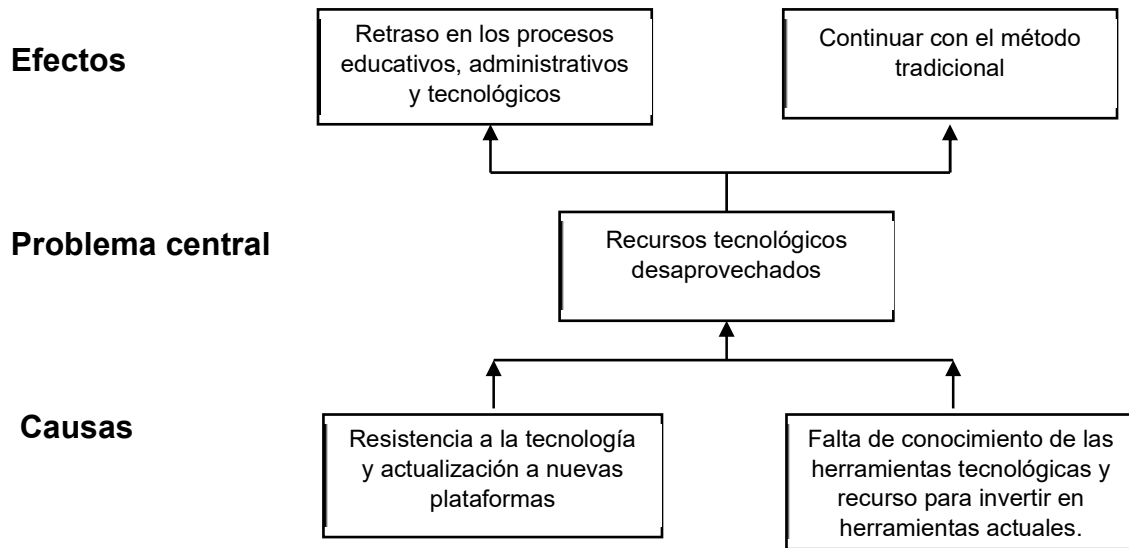 Efectos
Retraso en los procesos
educativos, administrativos
y tecnológicos
Continuar con el método
tradicional
Problema central
Recursos tecnológicos
desaprovechados
Causas
Resistencia a la tecnología
y actualización a nuevas
plataformas
Falta de conocimiento de las
herramientas tecnológicas y
recurso para invertir en
herramientas actuales.